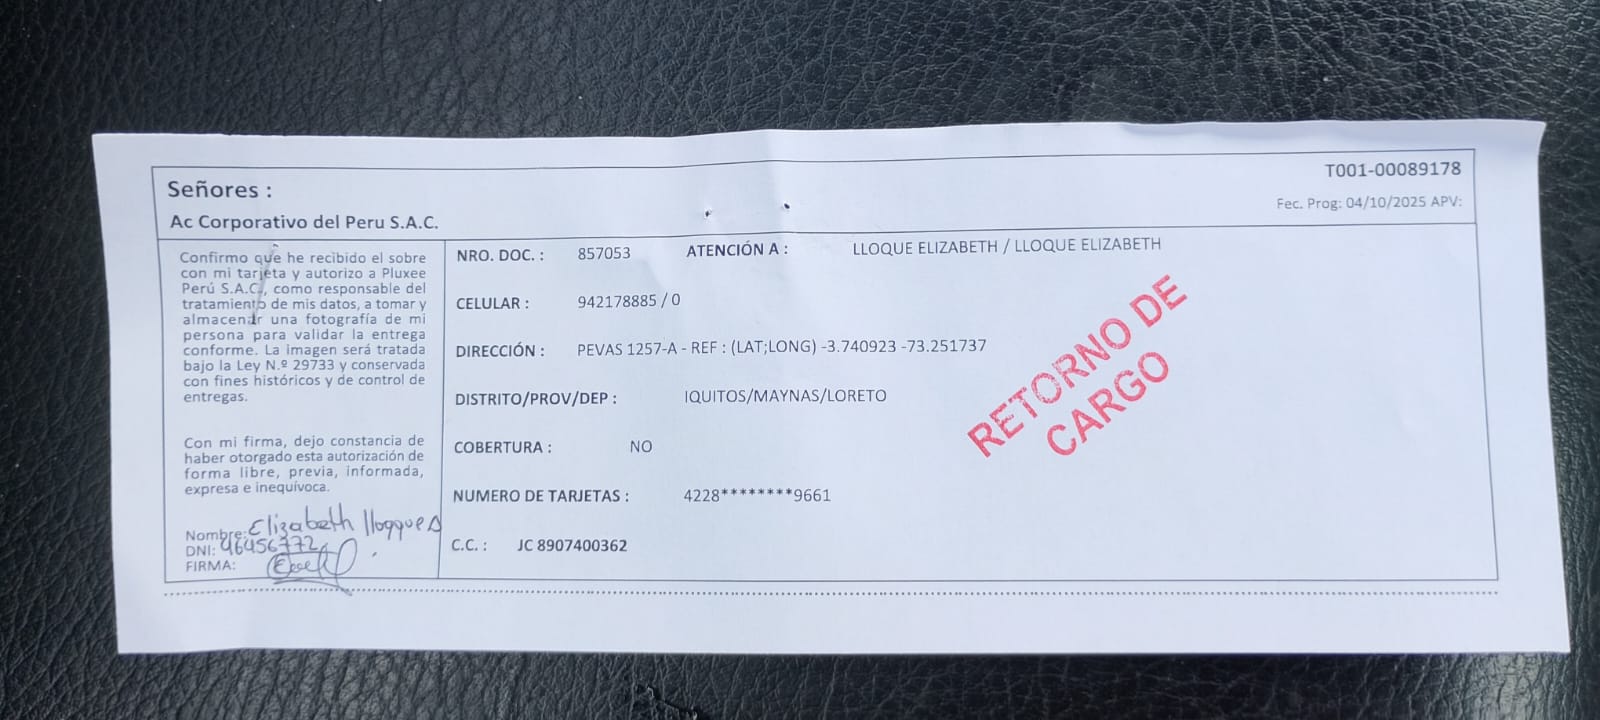 T001-00089178
Señores :
Fec. Prog: 04/10/2025 APV:
Ac Corporativo del Peru S.A.C.
Confirmo que he recibido el sobre
con mi tarjeta y autorizo a Pluxee
Perú S.A.C., como responsable del
tratamiento de mis datos, a tomar y
almacenar una fotografía de mi
persona para validar la entrega
conforme. La imagen será tratada
bajo la Ley N.º 29733 y conservada
con fines históricos y de control de
entregas.
Con mi firma, dejo constancia de
haber otorgado esta autorización de
forma libre, previa, informada,
expresa e inequívoca.
Nombre: Elizabeth lloque
DNI: 46456772
FIRMA:
NRO. DOC. : 857053 ATENCIÓN A : LLOQUE ELIZABETH / LLOQUE ELIZABETH
CELULAR : 942178885 / 0
DIRECCIÓN : PEVAS 1257-A - REF : (LAT;LONG) -3.740923 -73.251737
DISTRITO/PROV/DEP : IQUITOS/MAYNAS/LORETO
COBERTURA : NO
NUMERO DE TARJETAS : 4228********9661
C.C. : JC 8907400362
RETORNO DE
CARGO